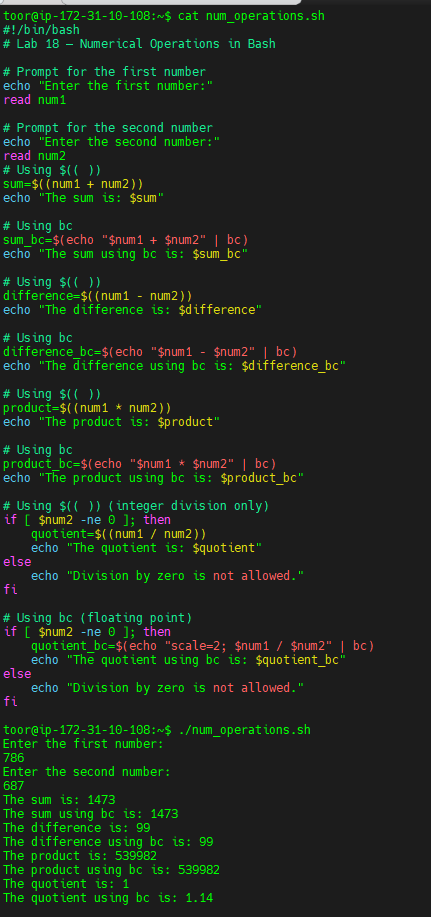 toor@ip-172-31-10-108:~$ cat num_operations.sh
#!/bin/bash
# Lab 18 – Numerical Operations in Bash

# Prompt for the first number
echo "Enter the first number:"
read num1

# Prompt for the second number
echo "Enter the second number:"
read num2
# Using $(( ))
sum=$((num1 + num2))
echo "The sum is: $sum"

# Using bc
sum_bc=$(echo "$num1 + $num2" | bc)
echo "The sum using bc is: $sum_bc"

# Using $(( ))
difference=$((num1 - num2))
echo "The difference is: $difference"

# Using bc
difference_bc=$(echo "$num1 - $num2" | bc)
echo "The difference using bc is: $difference_bc"

# Using $(( ))
product=$((num1 * num2))
echo "The product is: $product"

# Using bc
product_bc=$(echo "$num1 * $num2" | bc)
echo "The product using bc is: $product_bc"

# Using $(( )) (integer division only)
if [ $num2 -ne 0 ]; then
    quotient=$((num1 / num2))
    echo "The quotient is: $quotient"
else
    echo "Division by zero is not allowed."
fi

# Using bc (floating point)
if [ $num2 -ne 0 ]; then
    quotient_bc=$(echo "scale=2; $num1 / $num2" | bc)
    echo "The quotient using bc is: $quotient_bc"
else
    echo "Division by zero is not allowed."
fi

toor@ip-172-31-10-108:~$ ./num_operations.sh
Enter the first number:
786
Enter the second number:
687
The sum is: 1473
The sum using bc is: 1473
The difference is: 99
The difference using bc is: 99
The product is: 539982
The product using bc is: 539982
The quotient is: 1
The quotient using bc is: 1.14